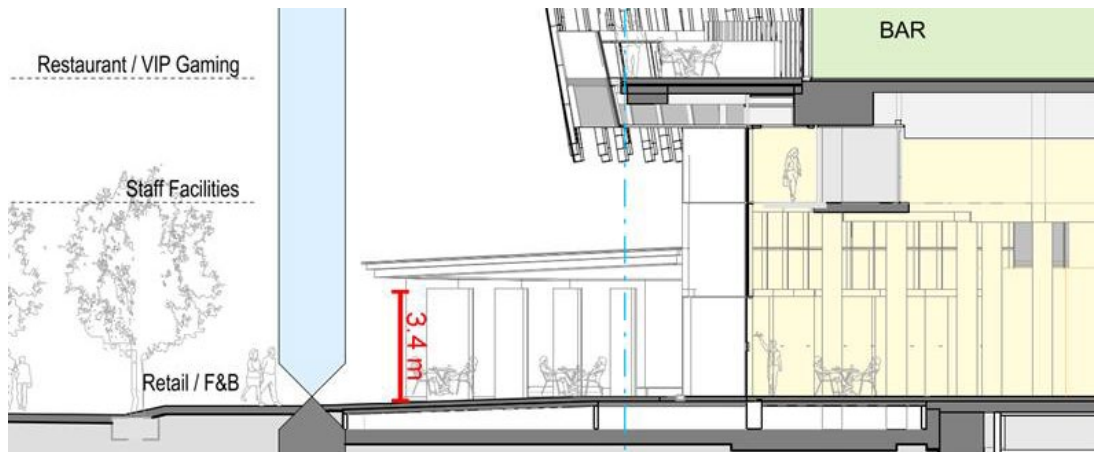 BAR
Restaurant / VIP Gaming
Staff Facilities
3.4 m
Retail / F&B